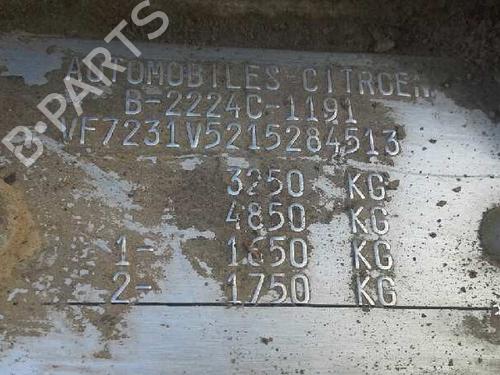 B-PARTS
AUTOMOBILES-CITROEN
B-2224C-1191
VF7231V5215284513
3250 KG
4850 KG
1- 1650 KG
2- 1750 KG